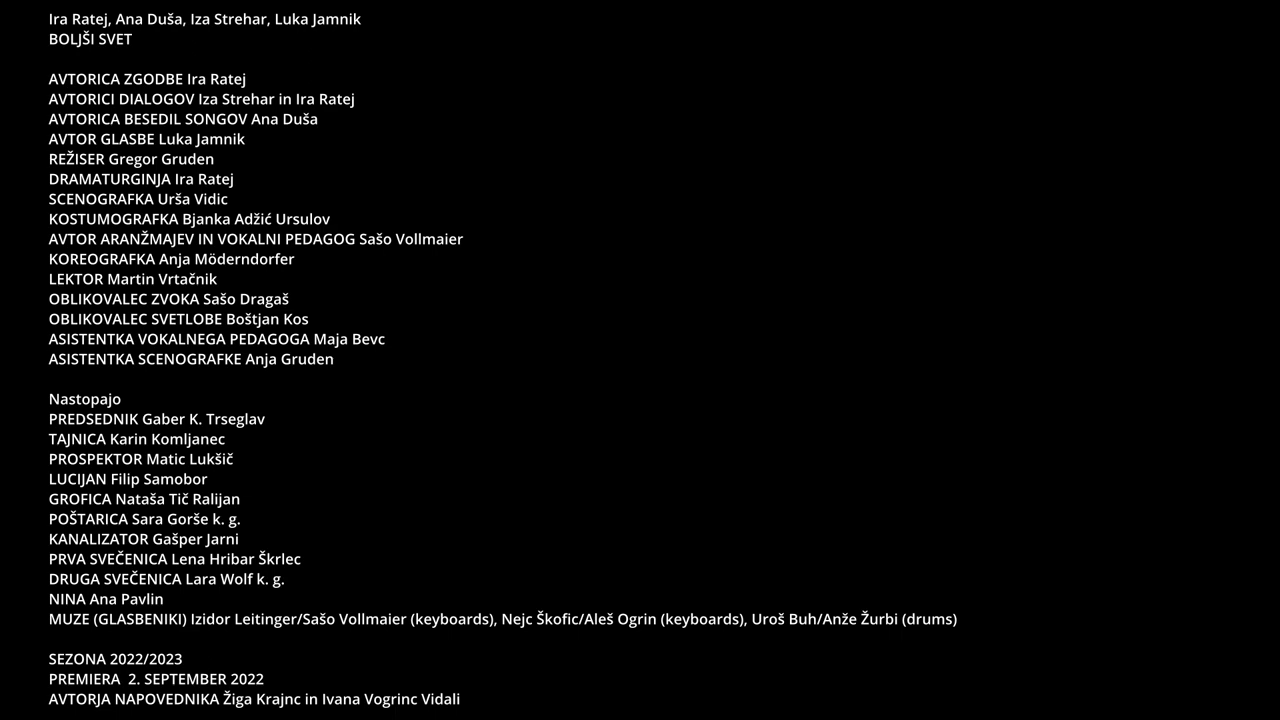 Ira Ratej, Ana Duša, Iza Strehar, Luka Jamnik
BOLJŠI SVET
AVTORICA ZGODBE Ira Ratej
AVTORICI DIALOGOV Iza Strehar in Ira Ratej
AVTORICA BESEDIL SONGOV Ana Duša
AVTOR GLASBE Luka Jamnik
REŽISER Gregor Gruden
DRAMATURGINJA Ira Ratej
SCENOGRAFKA Urša Vidic
KOSTUMOGRAFKA Bjanka Adžić Ursulov
AVTOR ARANŽMAJEV IN VOKALNI PEDAGOG Sašo Vollmaier
KOREOGRAFKA Anja Möderndorfer
LEKTOR Martin Vrtačnik
OBLIKOVALEC ZVOKA Sašo Dragaš
OBLIKOVALEC SVETLOBE Boštjan Kos
ASISTENTKA VOKALNEGA PEDAGOGA Maja Bevc
ASISTENTKA SCENOGRAFKE Anja Gruden
Nastopajo
PREDSEDNIK Gaber K. Trseglav
TAJNICA Karin Komljanec
PROSPEKTOR Matic Lukšič
LUCIJAN Filip Samobor
GROFICA Nataša Tič Ralijan
POŠTARICA Sara Gorše k. g.
KANALIZATOR Gašper Jarni
PRVA SVEČENICA Lena Hribar Škrlec
DRUGA SVEČENICA Lara Wolf k. g.
NINA Ana Pavlin
MUZE (GLASBENIKI) Izidor Leitinger/Sašo Vollmaier (keyboards), Nejc Škofic/Aleš Ogrin (keyboards), Uroš Buh/Anže Žurbi (drums)
SEZONA 2022/2023
PREMIERA  2. SEPTEMBER 2022
AVTORJA NAPOVEDNIKA Žiga Krajnc in Ivana Vogrinc Vidali